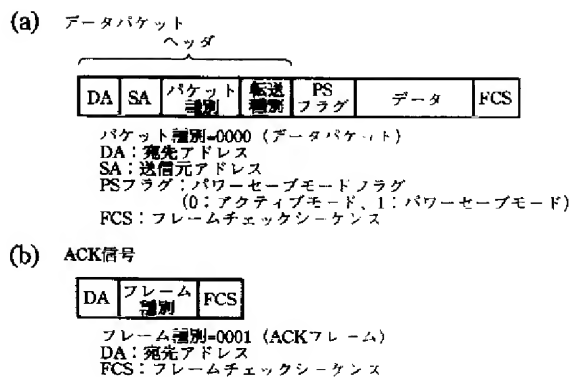 (a) データパケット
ヘッダ
DA SA パケット識別 転送種別 PSフラグ データ FCS
パケット識別=0000 (データパケット)
DA:宛先アドレス
SA:送信元アドレス
PSフラグ:パワーセーブモードフラグ
(0:アクティブモード、1:パワーセーブモード)
FCS:フレームチェックシーケンス
(b) ACK信号
DA フレーム識別 FCS
フレーム識別=0001 (ACKフレーム)
DA:宛先アドレス
FCS:フレームチェックシーケンス